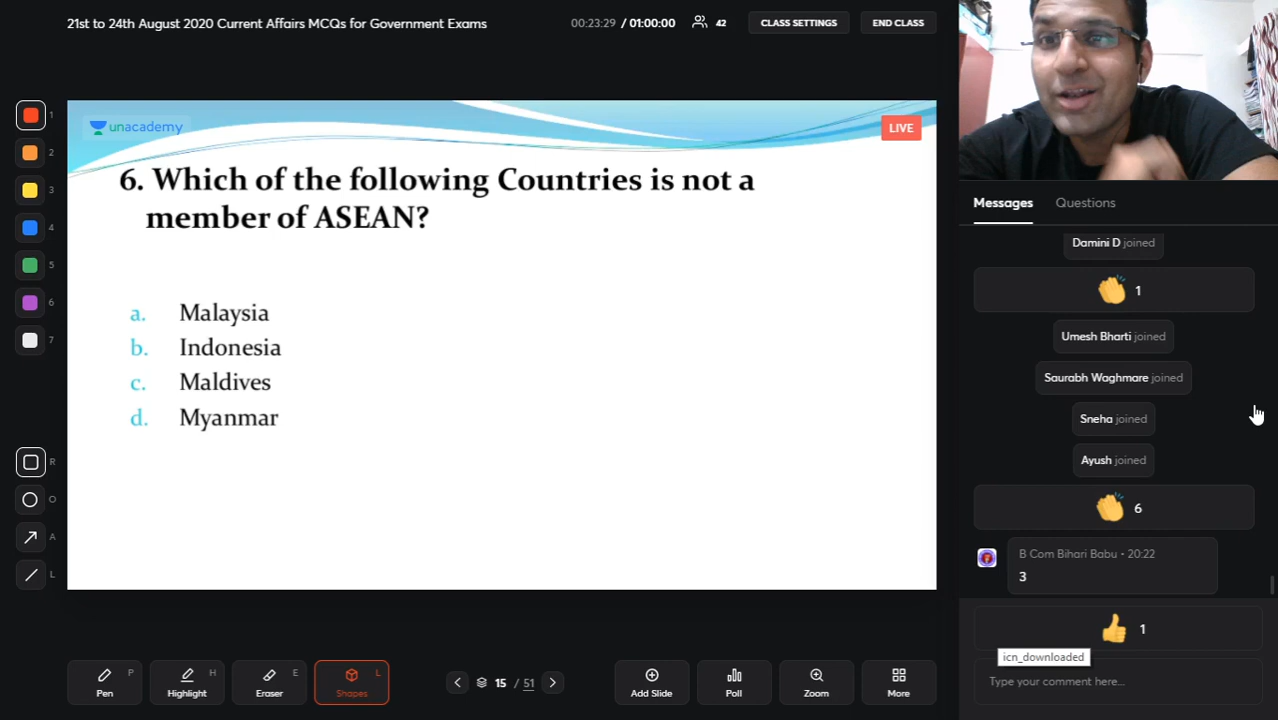 21st to 24th August 2020 Current Affairs MCQs for Government Exams
00:23:29 / 01:00:00
42
CLASS SETTINGS
END CLASS
1
2
3
4
5
6
7
R
O
A
L
unacademy
LIVE
6. Which of the following Countries is not a
member of ASEAN?
a. Malaysia
b. Indonesia
c. Maldives
d. Myanmar
Messages
Questions
Damini D joined
1
Umesh Bharti joined
Saurabh Waghmare joined
Sneha joined
Ayush joined
6
B Com Bihari Babu • 20:22
3
1
icn_downloaded
Type your comment here...
Pen P
Highlight H
Eraser E
Shapes L
15 / 51
Add Slide
Poll
Zoom
More